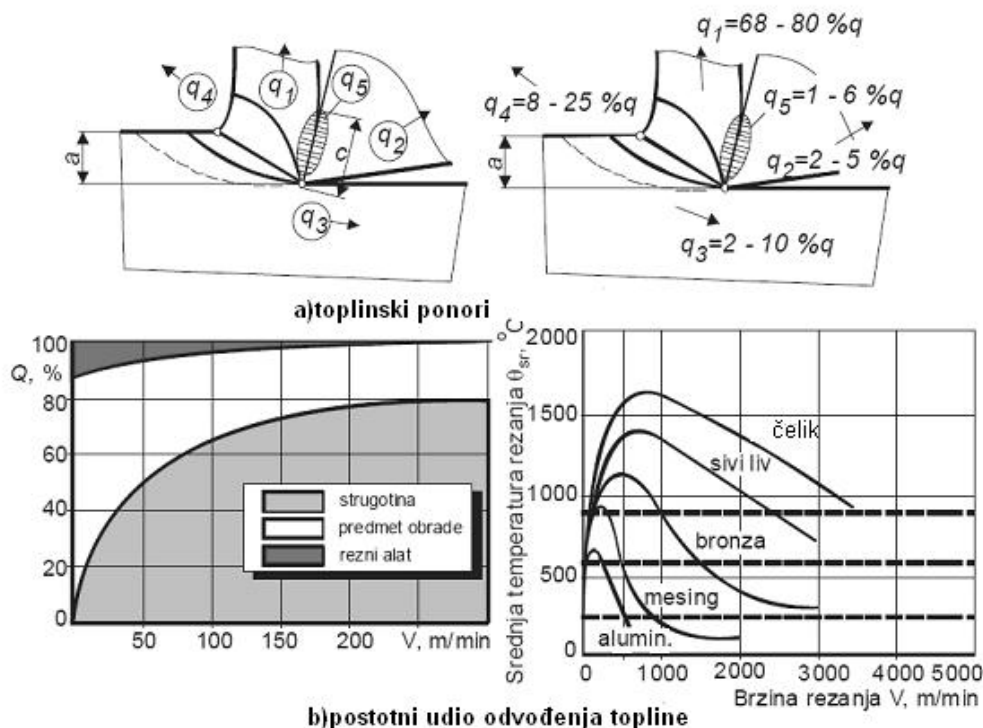 q4
q1
q5
q2
q3
a
c
q1=68 - 80%q
q4=8 - 25 %q
q5=1 - 6 %q
q2=2 - 5 %q
q3=2 - 10 %q
a
a)toplinski ponori
100
Q, %
80
60
40
20
0
50
100
150
200
V, m/min
strugotina
predmet obrade
rezni alat
Srednja temperatura rezanja θsr, °C
2000
1500
1000
500
0
čelik
sivi liv
bronza
mesing
alumin.
0
1000
2000
3000
4000
5000
Brzina rezanja V, m/min
b)postotni udio odvođenja topline